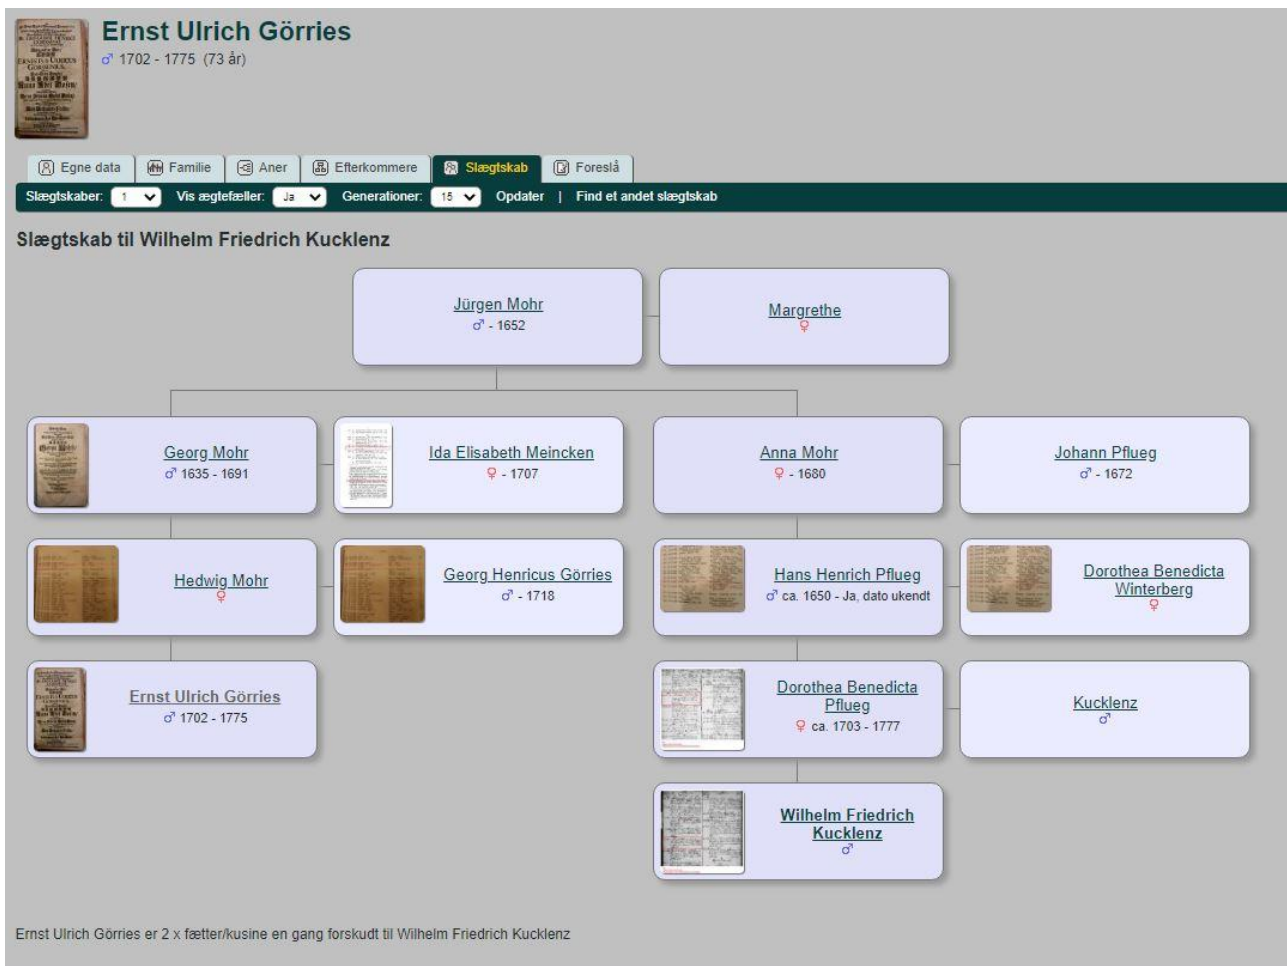 Ernst Ulrich Görries
♂ 1702 - 1775 (73 år)
Egne data Familie Aner Efterkommere Slægtskab Foreslå
Slægtskaber: 1 Vis ægtefæller: Ja Generationer: 15 Opdater | Find et andet slægtskab
Slægtskab til Wilhelm Friedrich Kucklenz
Jürgen Mohr
♂ - 1652
Margrethe
♀
Georg Mohr
♂ 1635 - 1691
Ida Elisabeth Meincken
♀ - 1707
Anna Mohr
♀ - 1680
Johann Pflueg
♂ - 1672
Hedwig Mohr
♀
Georg Henricus Görries
♂ - 1718
Hans Henrich Pflueg
♂ ca. 1650 - Ja, dato ukendt
Dorothea Benedicta
Winterberg
♀
Ernst Ulrich Görries
♂ 1702 - 1775
Dorothea Benedicta
Pflueg
♀ ca. 1703 - 1777
Kucklenz
♂
Wilhelm Friedrich
Kucklenz
♂
Ernst Ulrich Görries er 2 x fætter/kusine en gang forskudt til Wilhelm Friedrich Kucklenz